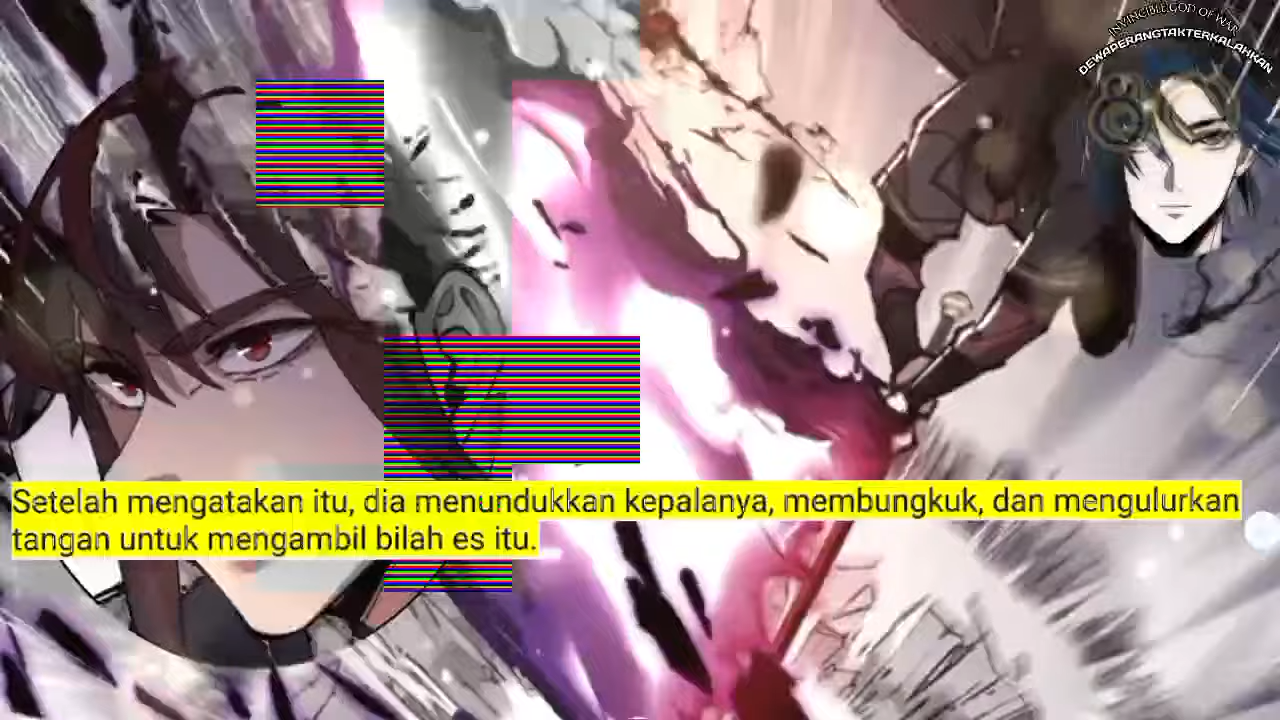 INVINCIBLE GOD OF WAR
DEWAPERANGTAKTERKALAHKAN
Setelah mengatakan itu, dia menundukkan kepalanya, membungkuk, dan mengulurkan
tangan untuk mengambil bilah es itu.